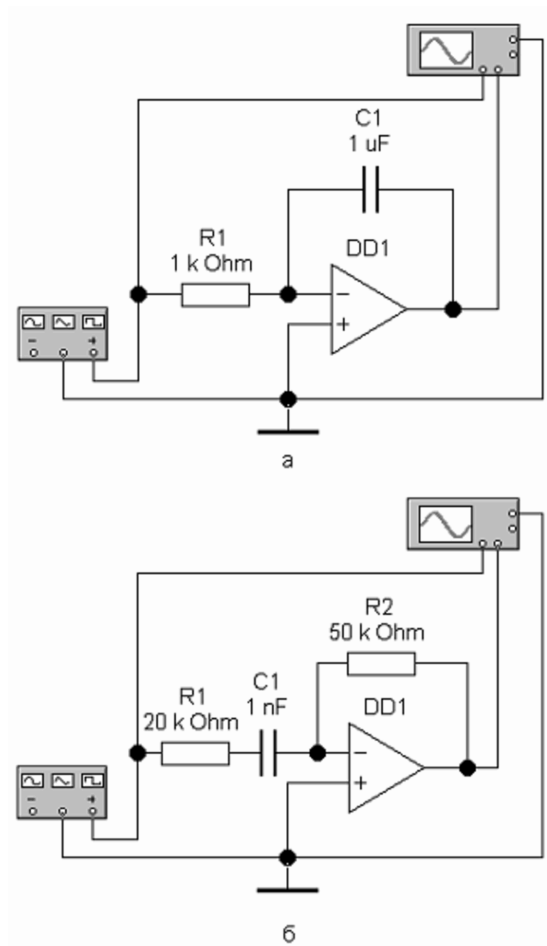 C1
1 uF
R1
1 k Ohm
DD1
−
+
−
+
а
R2
50 k Ohm
C1
1 nF
R1
20 k Ohm
DD1
−
+
−
+
б